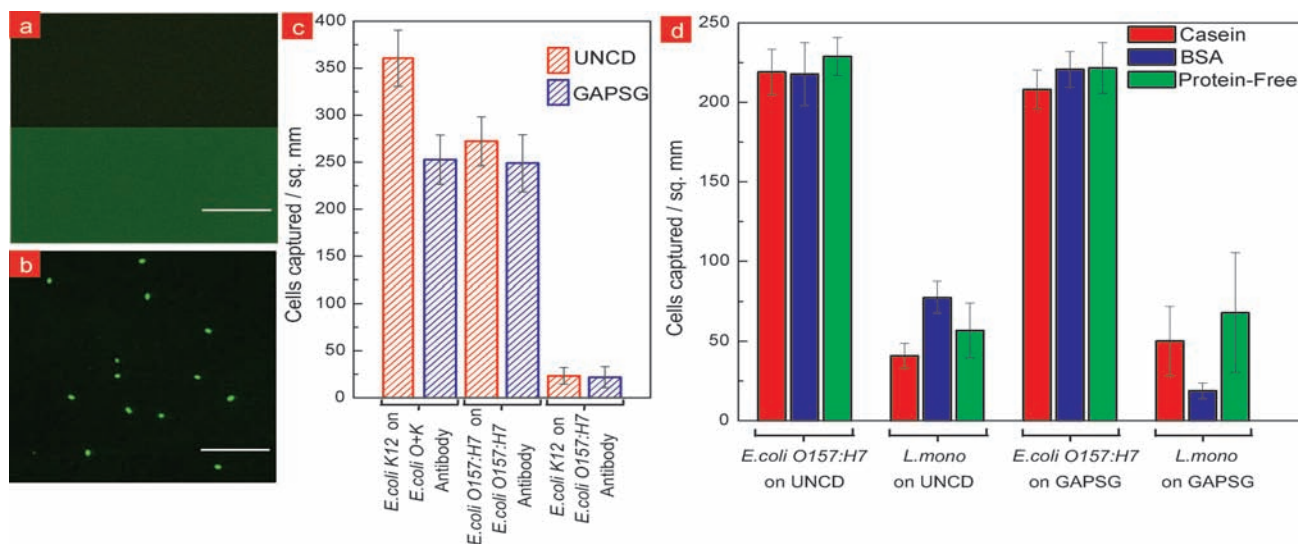 a
b
c
Cells captured / sq. mm
400
350
300
250
200
150
100
50
0
UNCD
GAPSG
E.coli K12 on
E.coli O+K
Antibody
E.coli O157:H7 on
E.coli O157:H7
Antibody
E.coli K12 on
E.coli O157:H7
Antibody
d
Cells captured / sq. mm
250
200
150
100
50
0
Casein
BSA
Protein-Free
E.coli O157:H7
on UNCD
L.mono
on UNCD
E.coli O157:H7
on GAPSG
L.mono
on GAPSG